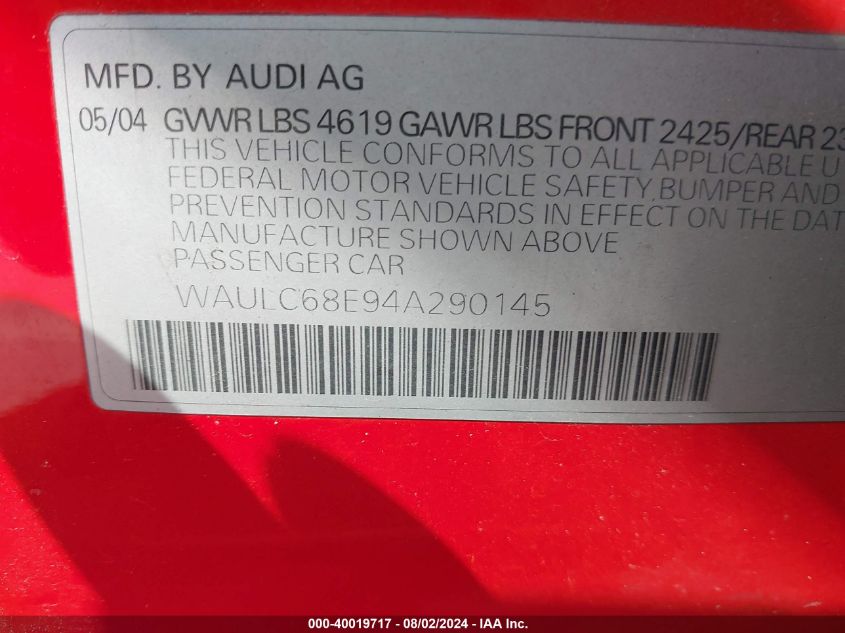 MFD. BY AUDI AG
05/04 GVWR LBS 4619 GAWR LBS FRONT 2425/REAR 23
THIS VEHICLE CONFORMS TO ALL APPLICABLE U
FEDERAL MOTOR VEHICLE SAFETY, BUMPER AND
PREVENTION STANDARDS IN EFFECT ON THE DAT
MANUFACTURE SHOWN ABOVE
PASSENGER CAR
WAULC68E94A290145
000-40019717 - 08/02/2024 - IAA Inc.